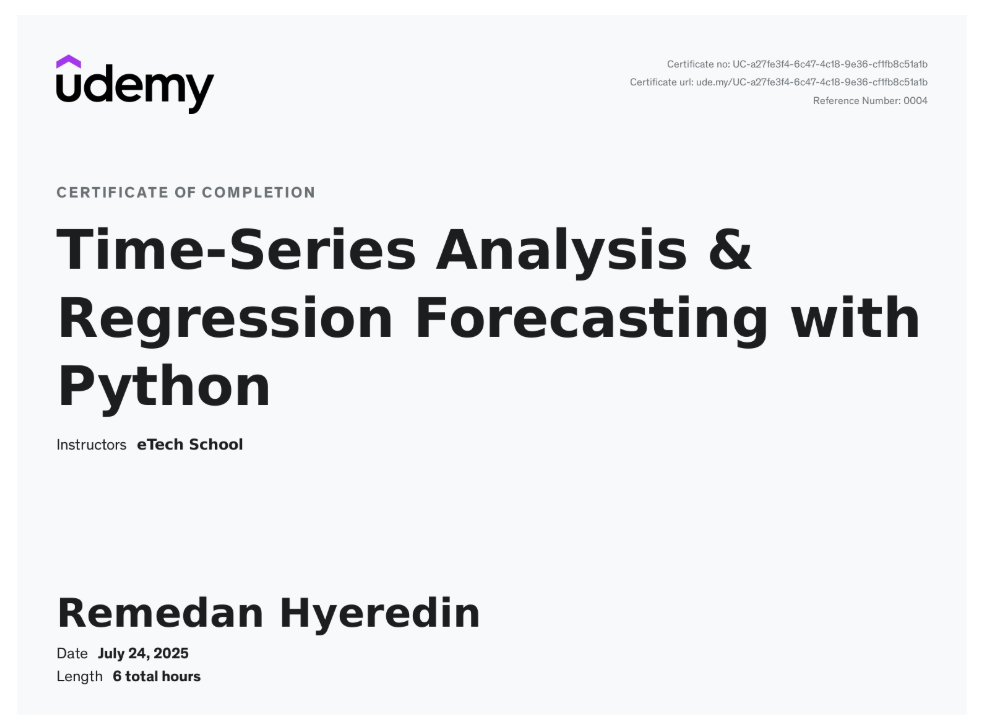 udemy
Certificate no: UC-a27fe3f4-6c47-4c18-9e36-cf1fb8c51a1b
Certificate url: ude.my/UC-a27fe3f4-6c47-4c18-9e36-cf1fb8c51a1b
Reference Number: 0004
CERTIFICATE OF COMPLETION
Time-Series Analysis &
Regression Forecasting with
Python
Instructors eTech School
Remedan Hyeredin
Date July 24, 2025
Length 6 total hours